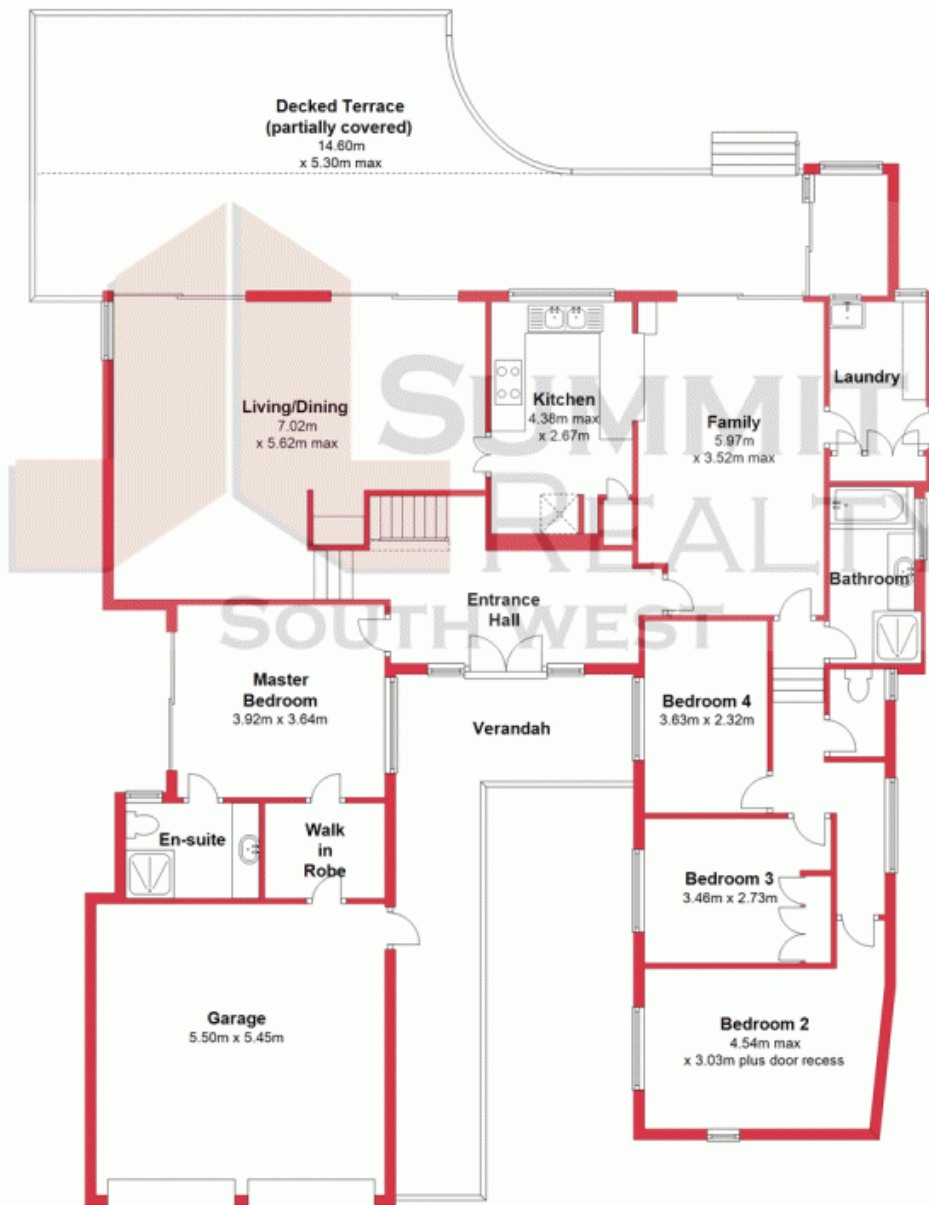 Decked Terrace
(partially covered)
14.60m
x 5.30m max
Living/Dining
7.02m
x 5.62m max
Kitchen
4.38m max
x 2.67m
Family
5.97m
x 3.52m max
Laundry
SUMMIT
REALTY
SOUTH WEST
Bathroom
Entrance
Hall
Master
Bedroom
3.92m x 3.64m
Verandah
Bedroom 4
3.63m x 2.32m
En-suite
Walk
in
Robe
Bedroom 3
3.46m x 2.73m
Garage
5.50m x 5.45m
Bedroom 2
4.54m max
x 3.03m plus door recess